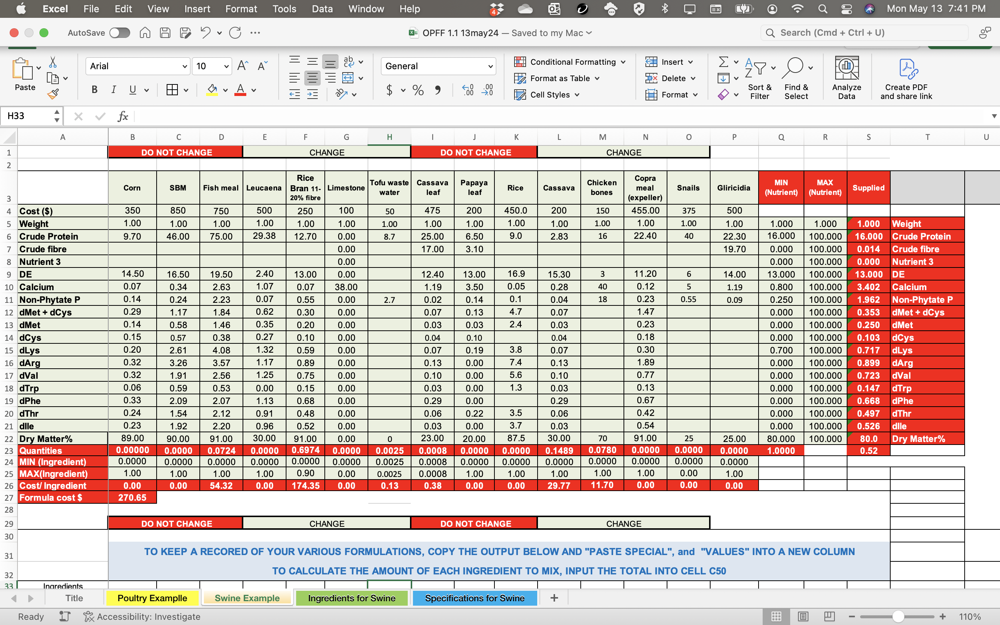 Excel File Edit View Insert Format Tools Data Window Help 4 Mon May 13 7:41 PM
AutoSave OPFF 1.1 13may24 — Saved to my Mac Search (Cmd + Ctrl + U)
Paste Arial 10 General Conditional Formatting Format as Table Cell Styles Insert Delete Format Sort & Filter Find & Select Analyze Data Create PDF and share link
H33 fx
A B C D E F G H I J K L M N O P Q R S T U
1 DO NOT CHANGE CHANGE DO NOT CHANGE CHANGE
2
3 Corn SBM Fish meal Leucaena Rice Bran 11-20% fibre Limestone Tofu waste water Cassava leaf Papaya leaf Rice Cassava Chicken bones Copra meal (expeller) Snails Gliricidia MIN (Nutrient) MAX (Nutrient) Supplied
4 Cost ($) 350 850 750 500 250 100 50 475 200 450.0 200 150 455.00 375 500
5 Weight 1.00 1.00 1.00 1.00 1.00 1.00 1.00 1.00 1.00 1.00 1.00 1.00 1.00 1.00 1.00 1.000 1.000 1.000 Weight
6 Crude Protein 9.70 46.00 75.00 29.38 12.70 0.00 8.7 25.00 6.50 9.0 2.83 16 22.40 40 22.30 16.000 100.000 16.000 Crude Protein
7 Crude fibre 0.00 17.00 3.10 19.70 0.000 100.000 0.014 Crude fibre
8 Nutrient 3 0.00 0.000 100.000 0.000 Nutrient 3
9 DE 14.50 16.50 19.50 2.40 13.00 0.00 12.40 13.00 16.9 15.30 3 11.20 6 14.00 13.000 100.000 13.000 DE
10 Calcium 0.07 0.34 2.63 1.07 0.07 38.00 1.19 3.50 0.05 0.28 40 0.12 5 1.19 0.800 100.000 3.402 Calcium
11 Non-Phytate P 0.14 0.24 2.23 0.07 0.55 0.00 2.7 0.02 0.14 0.1 0.04 18 0.23 0.55 0.09 0.250 100.000 1.962 Non-Phytate P
12 dMet + dCys 0.29 1.17 1.84 0.62 0.30 0.00 0.07 0.13 4.7 0.07 1.47 0.000 100.000 0.353 dMet + dCys
13 dMet 0.14 0.58 1.46 0.35 0.20 0.00 0.03 0.03 2.4 0.03 0.23 0.000 100.000 0.250 dMet
14 dCys 0.15 0.57 0.38 0.27 0.10 0.00 0.04 0.10 0.04 0.18 0.000 100.000 0.103 dCys
15 dLys 0.20 2.61 4.08 1.32 0.59 0.00 0.07 0.19 3.8 0.07 0.30 0.700 100.000 0.717 dLys
16 dArg 0.32 3.26 3.57 1.17 0.89 0.00 0.13 0.00 7.4 0.13 1.89 0.000 100.000 0.899 dArg
17 dVal 0.32 1.91 2.56 1.25 0.75 0.00 0.10 0.00 5.6 0.10 0.77 0.000 100.000 0.723 dVal
18 dTrp 0.06 0.59 0.53 0.00 0.15 0.00 0.03 0.00 1.3 0.03 0.13 0.000 100.000 0.147 dTrp
19 dPhe 0.33 2.09 2.07 1.13 0.68 0.00 0.29 0.00 0.29 0.67 0.000 100.000 0.668 dPhe
20 dThr 0.24 1.54 2.12 0.91 0.48 0.00 0.06 0.22 3.5 0.06 0.42 0.000 100.000 0.497 dThr
21 dIle 0.23 1.92 2.20 0.96 0.52 0.00 0.03 0.00 3.7 0.03 0.54 0.000 100.000 0.526 dIle
22 Dry Matter% 89.00 90.00 91.00 30.00 91.00 0.00 0 23.00 20.00 87.5 30.00 70 91.00 25 25.00 80.000 100.000 80.0 Dry Matter%
23 Quantities 0.00000 0.0000 0.0724 0.0000 0.6974 0.0000 0.0025 0.0008 0.0000 0.0000 0.1489 0.0780 0.0000 0.0000 0.0000 1.0000 0.52
24 MIN (Ingredient) 0.0000 0.0000 0.0000 0.0000 0.0000 0.0000 0.0025 0.0008 0.0000 0.0000 0.0000 0.0000 0.0000 0.0000 0.0000
25 MAX(Ingredient) 1.00 1.00 1.00 1.00 0.90 0.00 0.0025 0.0008 1.00 1.00 1.00 1.00 1.00 0.00 1.00
26 Cost/ Ingredient 0.00 0.00 54.32 0.00 174.35 0.00 0.13 0.38 0.00 0.00 29.77 11.70 0.00 0.00 0.00
27 Formula cost $ 270.65
28
29 DO NOT CHANGE CHANGE DO NOT CHANGE CHANGE
30
31 TO KEEP A RECORED OF YOUR VARIOUS FORMULATIONS, COPY THE OUTPUT BELOW AND "PASTE SPECIAL", and "VALUES" INTO A NEW COLUMN
32 TO CALCULATE THE AMOUNT OF EACH INGREDIENT TO MIX, INPUT THE TOTAL INTO CELL C50
33 Ingredients
Title Poultry Examplle Swine Example Ingredients for Swine Specifications for Swine +
Ready Accessibility: Investigate 110%